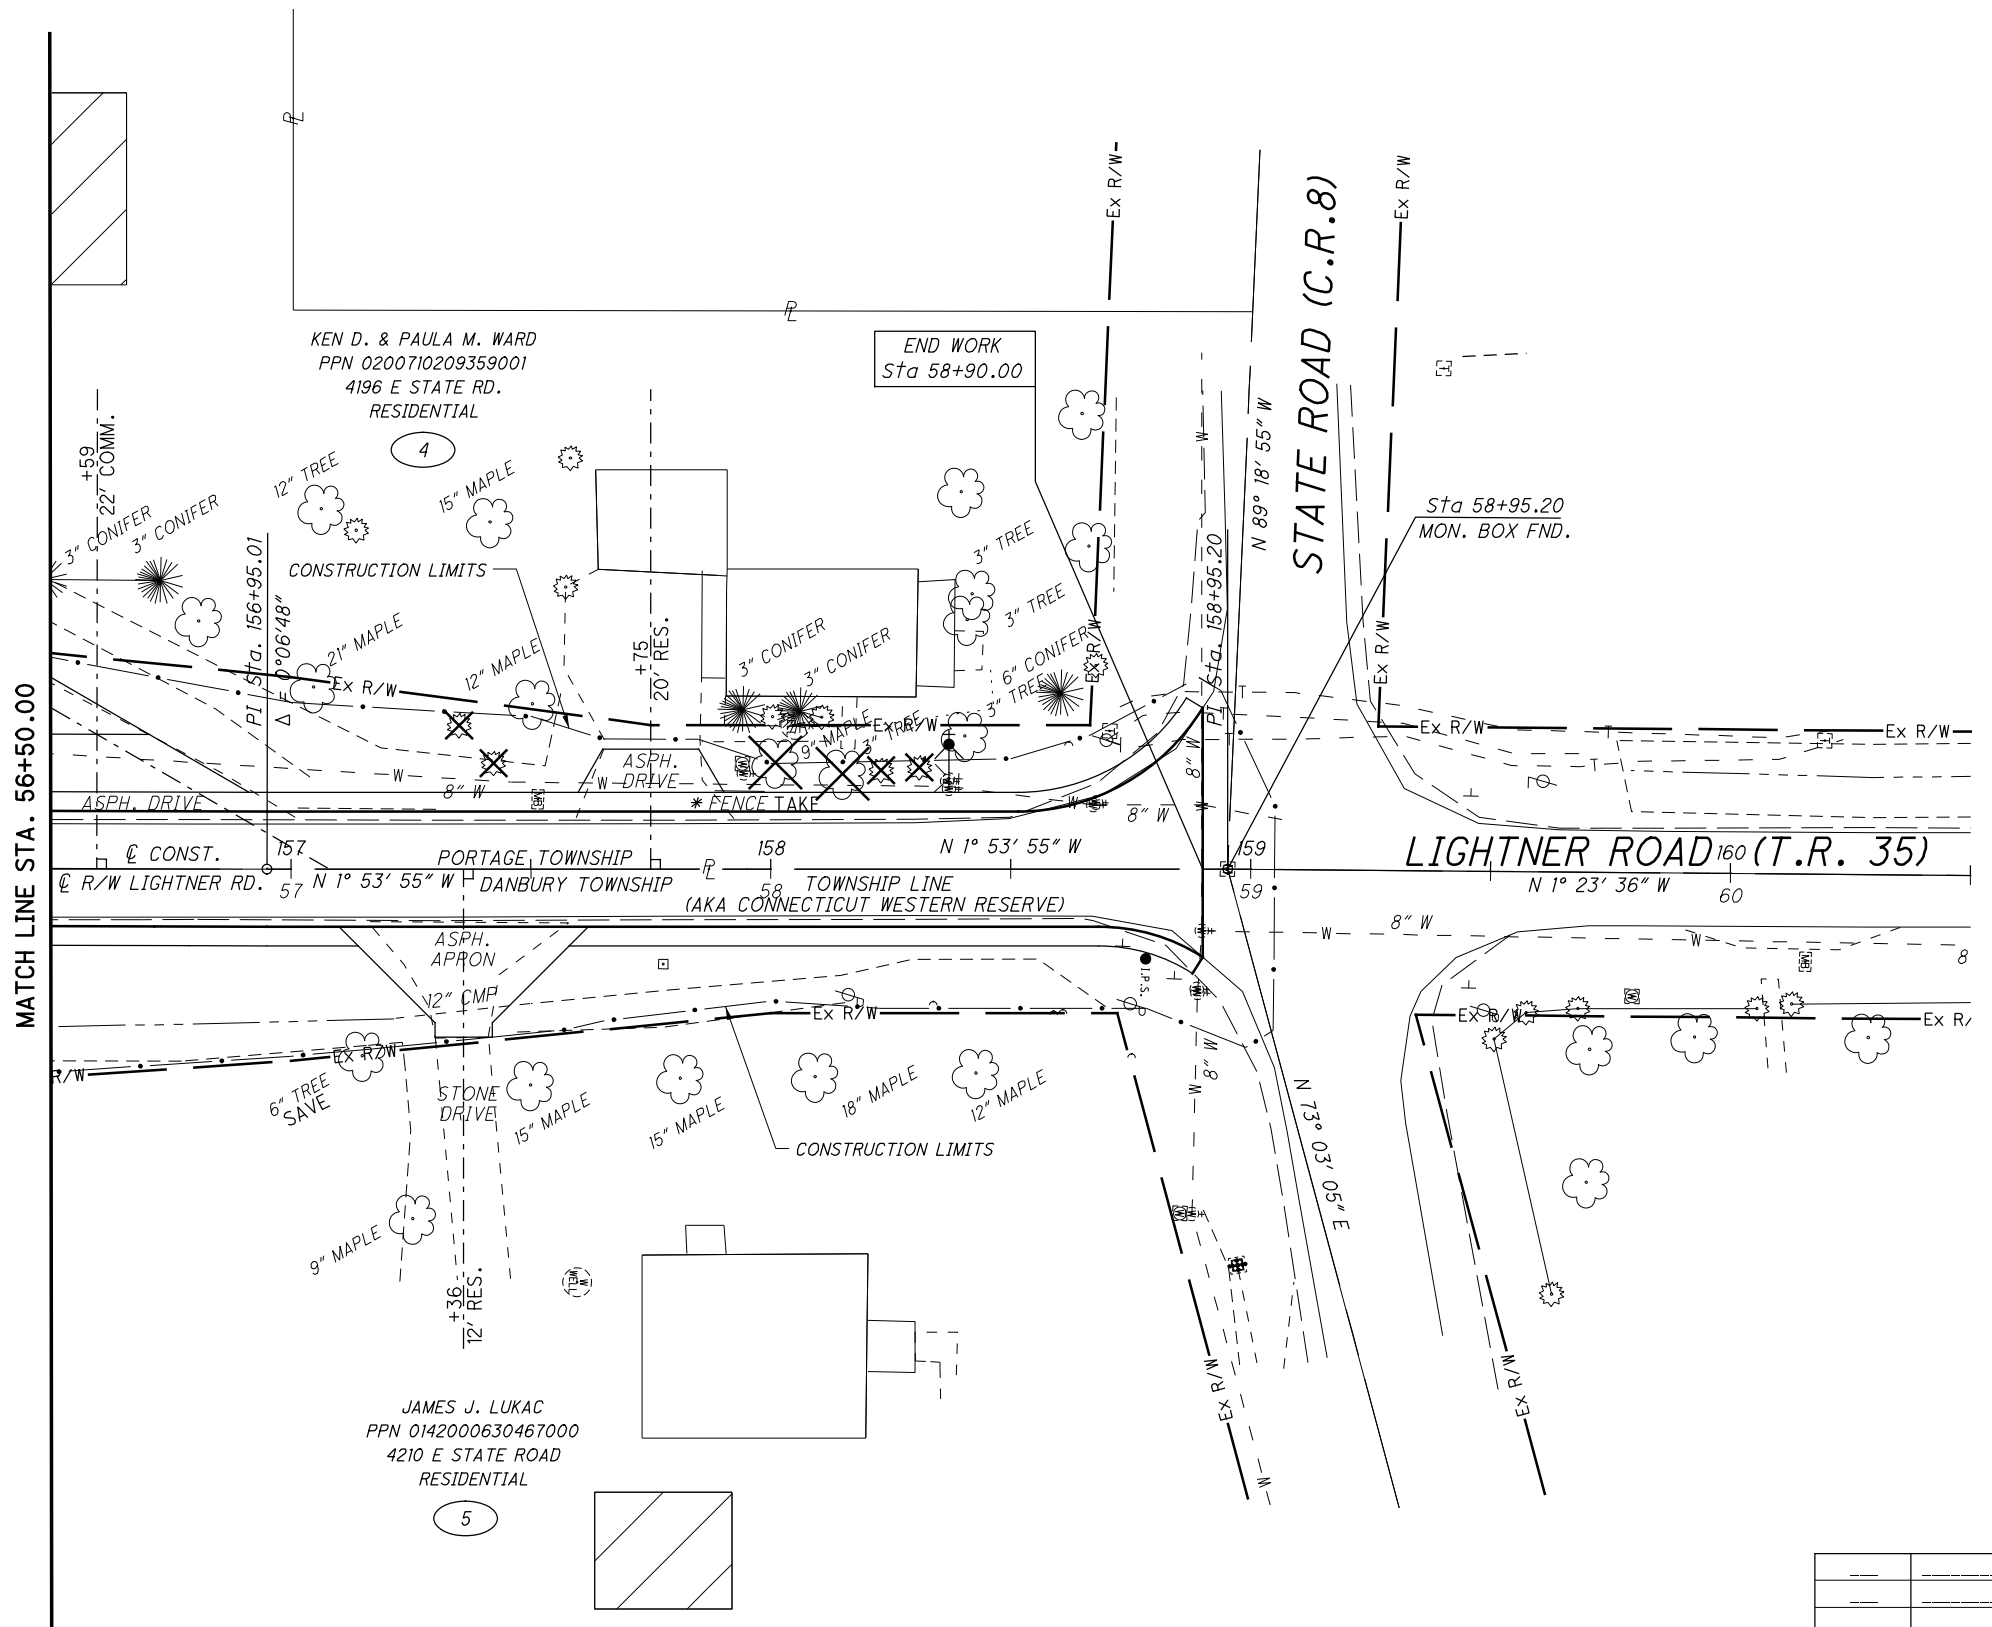 MATCH LINE STA. 56+50.00
KEN D. & PAULA M. WARD
PPN 0200710209359001
4196 E STATE RD.
RESIDENTIAL
4
END WORK
Sta 58+90.00
Ex R/W
Ex R/W
STATE ROAD (C.R.8)
N 89° 18' 55" W
Sta 58+95.20
MON. BOX FND.
+59
22' COMM.
3" CONIFER
3" CONIFER
12" TREE
15" MAPLE
CONSTRUCTION LIMITS
PI Sta. 156+95.01
Δ = 0°06'48"
21" MAPLE
12" MAPLE
Ex R/W
+75
20' RES.
3" CONIFER
3" CONIFER
3" TREE
3" TREE
6" CONIFER
3" TREE
9" MAPLE
3" TREE
Ex R/W
Ex R/W
PI Sta. 158+95.20
Ex R/W
Ex R/W
Ex R/W
ASPH. DRIVE
8" W
ASPH.
DRIVE
* FENCE TAKE
8" W
8" W
℄ CONST.
157
PORTAGE TOWNSHIP
158
N 1° 53' 55" W
159
LIGHTNER ROAD (T.R. 35)
160
℄ R/W LIGHTNER RD.
57
N 1° 53' 55" W
DANBURY TOWNSHIP
58
TOWNSHIP LINE
59
N 1° 23' 36" W
60
(AKA CONNECTICUT WESTERN RESERVE)
8" W
8
ASPH.
APPON
12" CMP
I.P.S.
Ex R/W
Ex R/W
Ex R/
R/W
Ex R/W
6" TREE
SAVE
STONE
DRIVE
15" MAPLE
15" MAPLE
18" MAPLE
12" MAPLE
8" W
CONSTRUCTION LIMITS
N 73° 03' 05" E
9" MAPLE
+36
12' RES.
W
WELL
Ex R/W
Ex R/W
JAMES J. LUKAC
PPN 0142000630467000
4210 E STATE ROAD
RESIDENTIAL
5